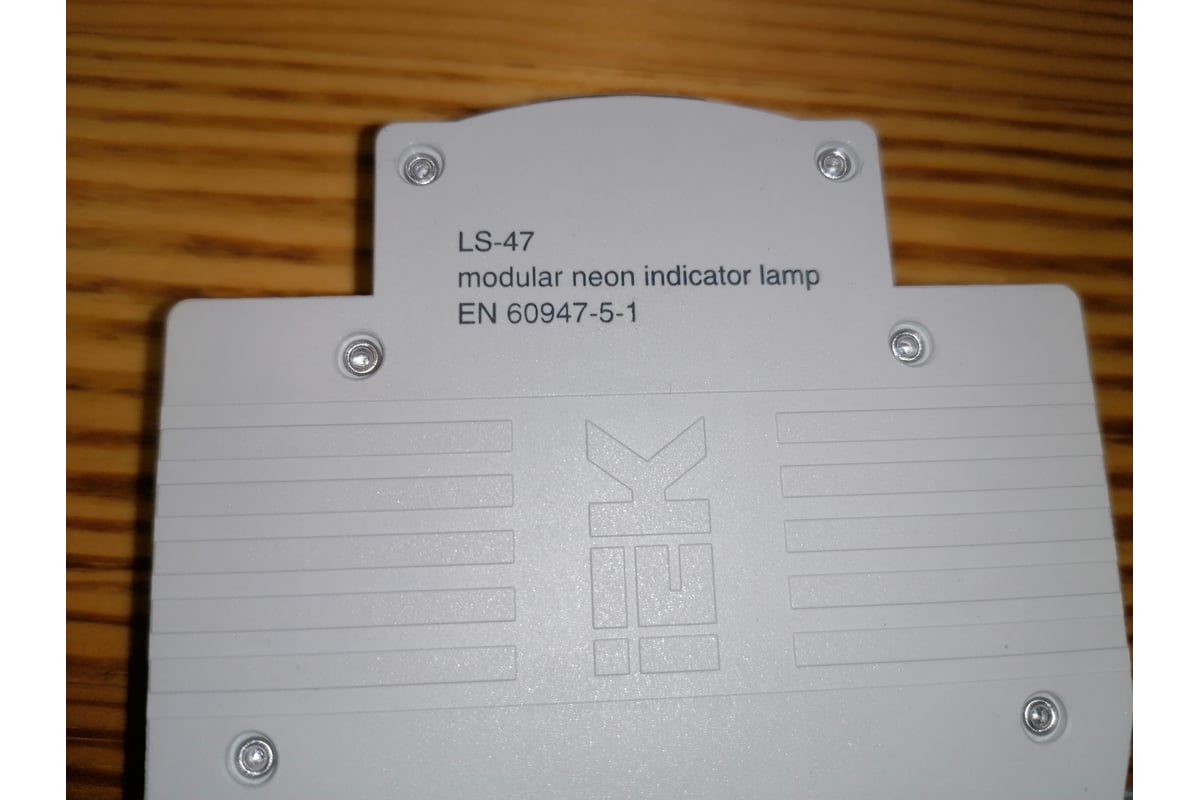 LS-47
modular neon indicator lamp
EN 60947-5-1
iEK